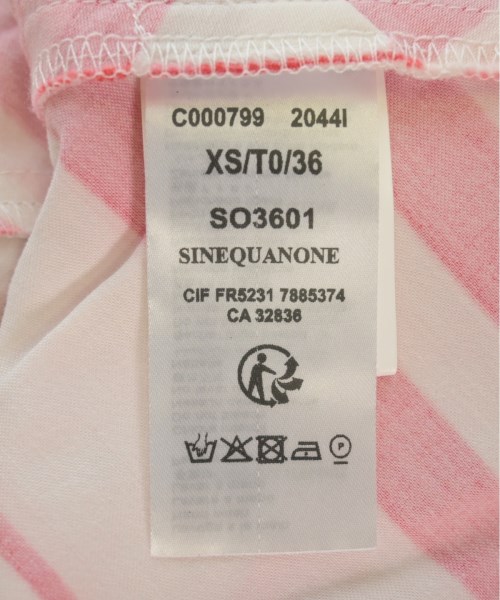 C000799 2044I
XS/T0/36
SO3601
SINEQUANONE
CIF FR5231 7885374
CA 32836
P